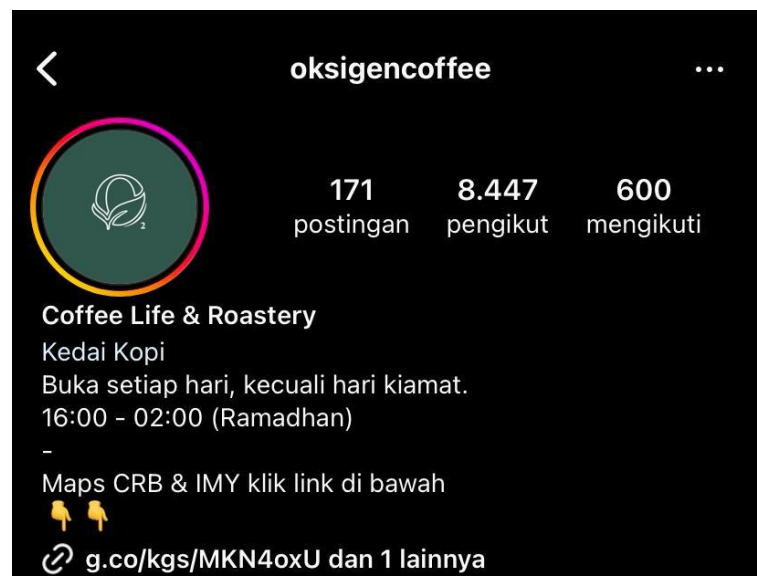 oksigencoffee
171 8.447 600
postingan pengikut mengikuti
Coffee Life & Roastery
Kedai Kopi
Buka setiap hari, kecuali hari kiamat.
16:00 - 02:00 (Ramadhan)
-
Maps CRB & IMY klik link di bawah
👇👇
g.co/kgs/MKN4oxU dan 1 lainnya